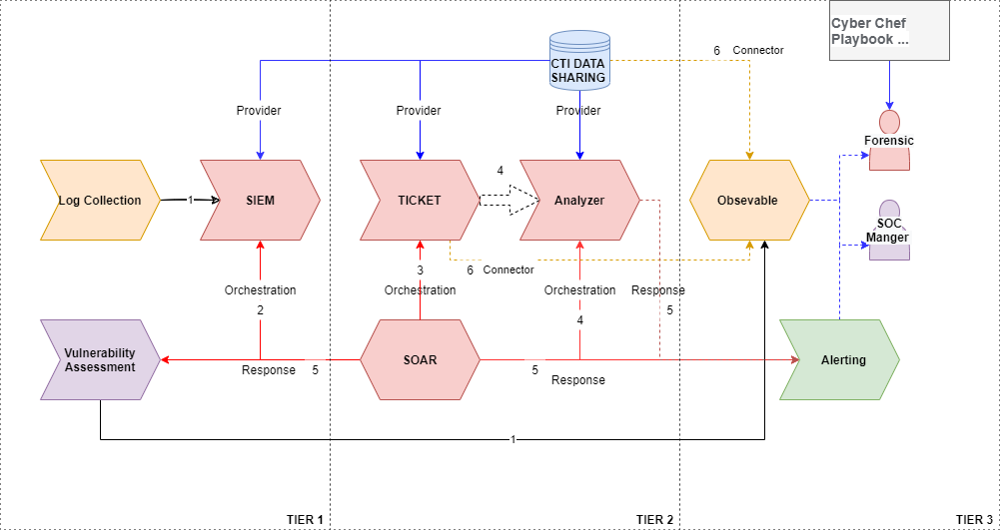 Cyber Chef
Playbook ...
6 Connector
CTI DATA
SHARING
Provider
Provider
Provider
Forensic
4
Log Collection
1
SIEM
TICKET
Analyzer
Obsevable
SOC
Manger
3
6 Connector
Orchestration
Orchestration
Orchestration
Response
2
4
5
Vulnerability
Assessment
SOAR
Alerting
Response
5
5
Response
1
TIER 1
TIER 2
TIER 3